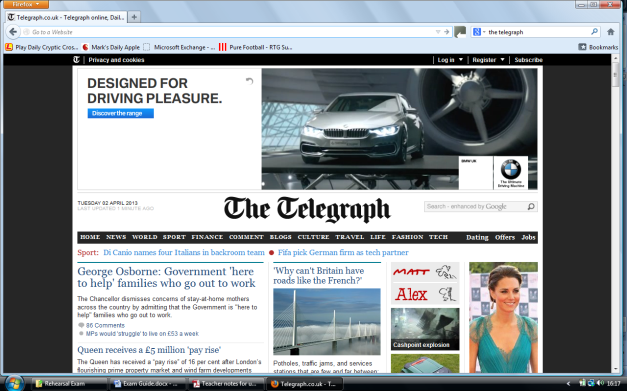 Firefox
Telegraph.co.uk - Telegraph online, Dail...
Go to a Website
the telegraph
Play Daily Cryptic Cros...
Mark's Daily Apple
Microsoft Exchange - ...
Pure Football - RTG Su...
Bookmarks
Privacy and cookies
Log in
Register
Subscribe
DESIGNED FOR
DRIVING PLEASURE.
Discover the range
BMW UK
The Ultimate
Driving Machine
TUESDAY 02 APRIL 2013
LAST UPDATED 1 MINUTE AGO
The Telegraph
Search - enhanced by Google
HOME NEWS WORLD SPORT FINANCE COMMENT BLOGS CULTURE TRAVEL LIFE FASHION TECH Dating Offers Jobs
Sport: Di Canio names four Italians in backroom team Fifa pick German firm as tech partner
George Osborne: Government 'here
to help' families who go out to work
The Chancellor dismisses concerns of stay-at-home mothers
across the country by admitting that the Government is "here to
help" families who go out to work.
86 Comments
MPs would 'struggle' to live on £53 a week
Queen receives a £5 million 'pay rise'
The Queen has received a "pay rise" of 16 per cent after London's
flourishing prime property market and wind farm developments
'Why can't Britain have
roads like the French?'
Potholes, traffic jams, and services
stations that are few and far between
MATT
Alex
Cashpoint explosion
Rehearsal Exam
Exam Guide.docx - ...
Teacher notes for u...
Telegraph.co.uk - T...
16:17